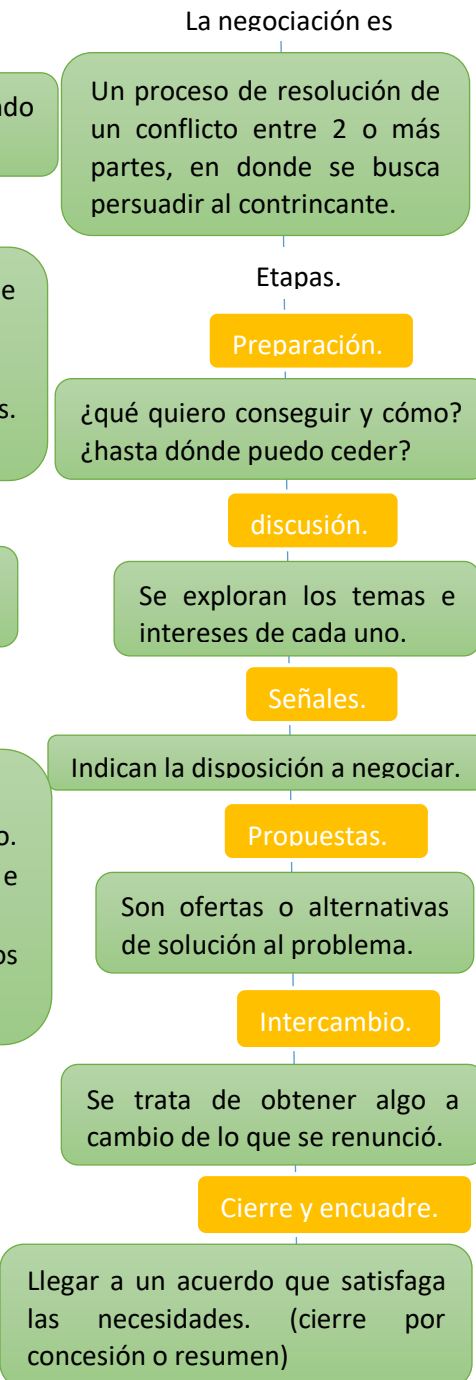 La negociación es
Un proceso de resolución de
un conflicto entre 2 o más
partes, en donde se busca
persuadir al contrincante.
Etapas.
Preparación.
¿qué quiero conseguir y cómo?
¿hasta dónde puedo ceder?
discusión.
Se exploran los temas e
intereses de cada uno.
Señales.
Indican la disposición a negociar.
Propuestas.
Son ofertas o alternativas
de solución al problema.
Intercambio.
Se trata de obtener algo a
cambio de lo que se renunció.
Cierre y encuadre.
Llegar a un acuerdo que satisfaga
las necesidades. (cierre por
concesión o resumen)